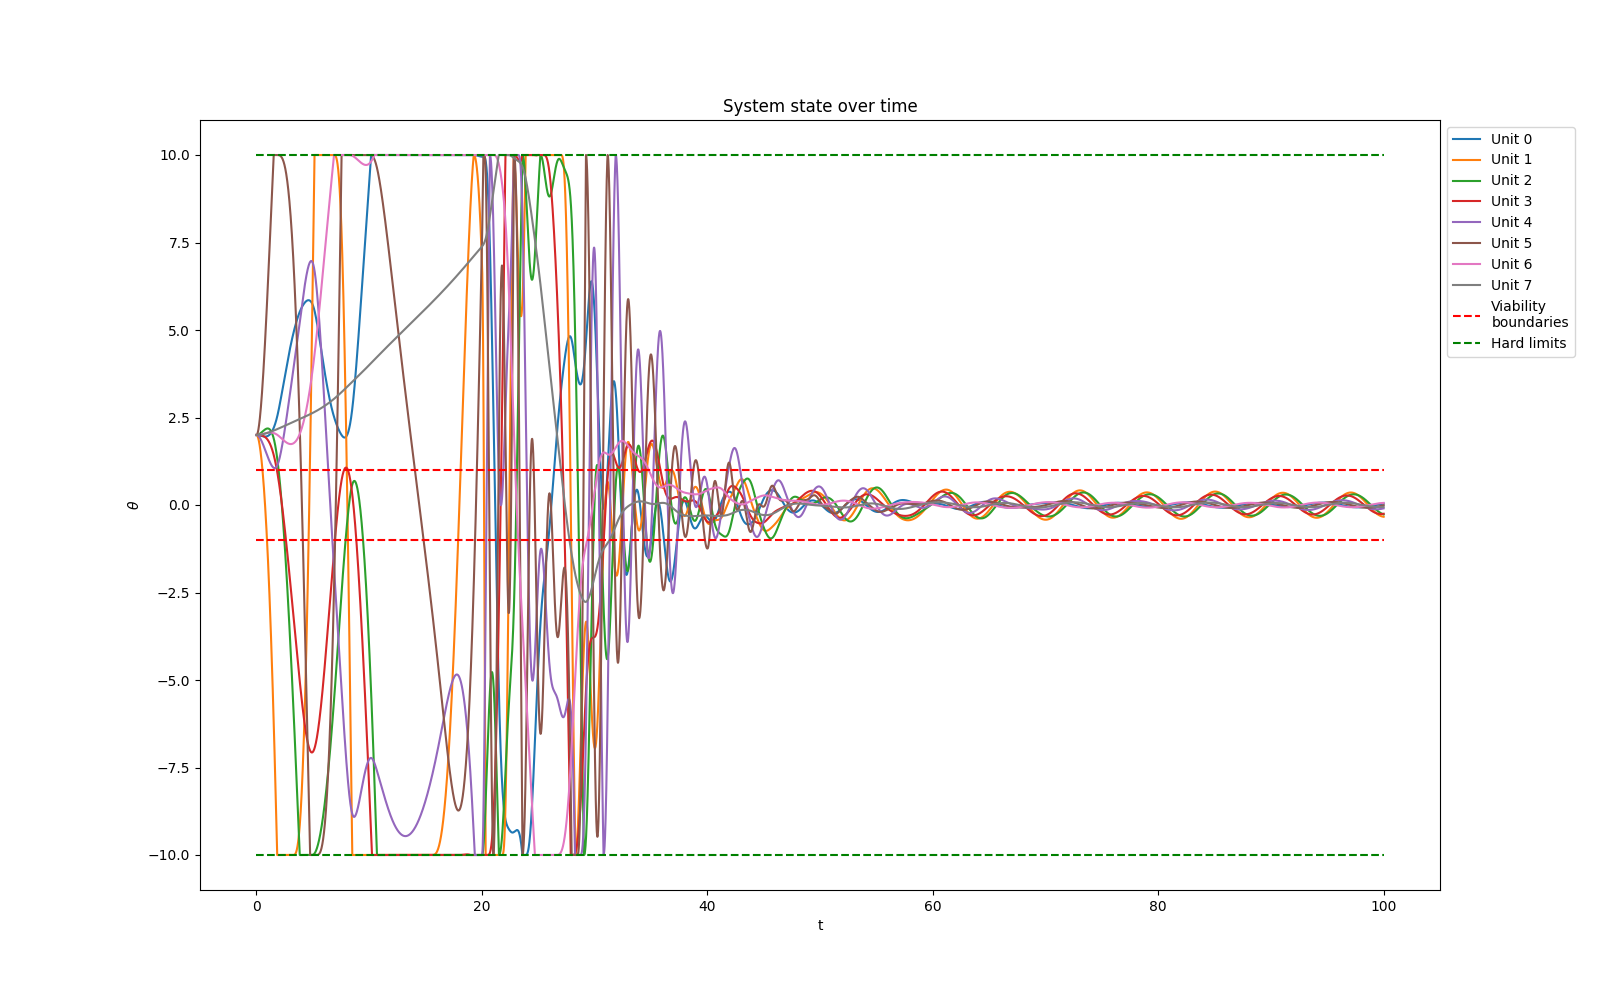 System state over time
10.0
7.5
5.0
2.5
0.0
−2.5
−5.0
−7.5
−10.0
θ
0
20
40
60
80
100
t
Unit 0
Unit 1
Unit 2
Unit 3
Unit 4
Unit 5
Unit 6
Unit 7
Viability
boundaries
Hard limits